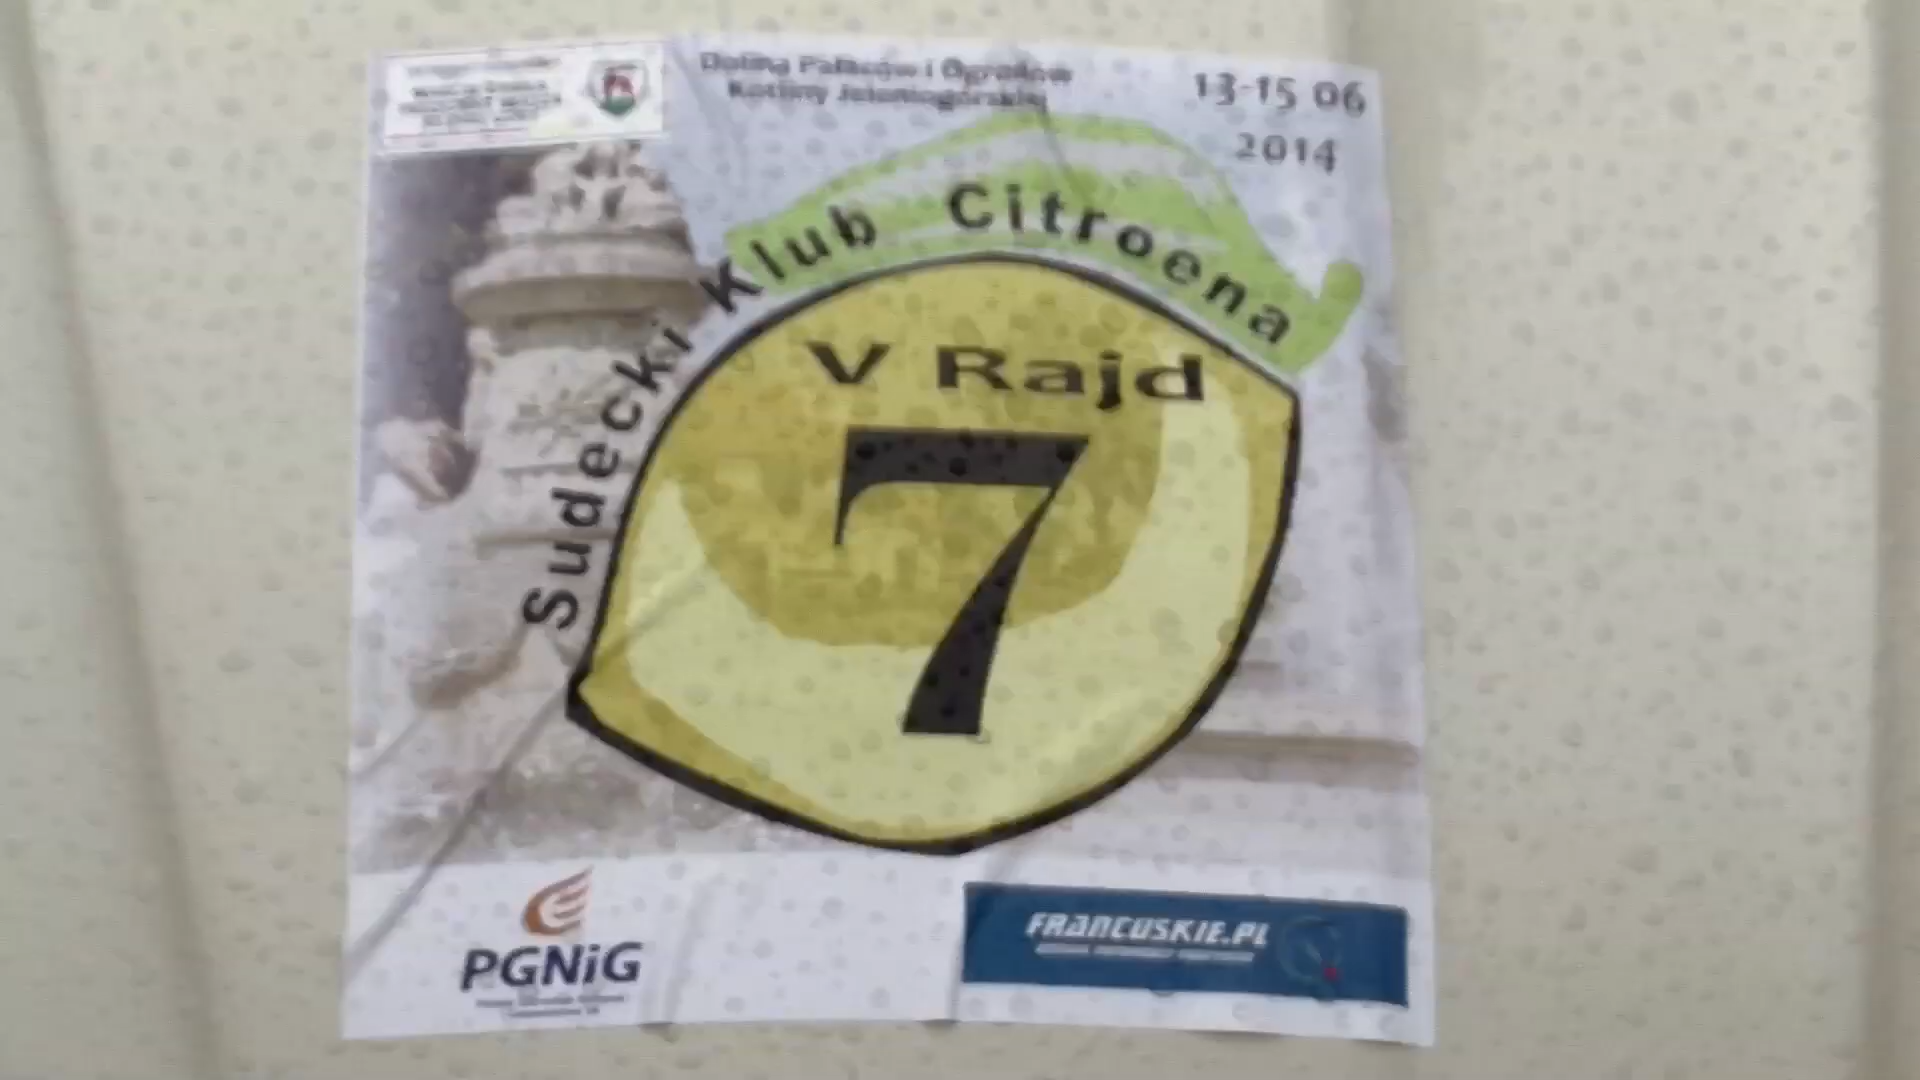 Dolina Pałaców i Ogrodów
Kotliny Jeleniogórskiej
13-15 06
2014
Sudecki Klub Citroena
V Rajd
7
PGNiG
FRANCUSKIE.PL